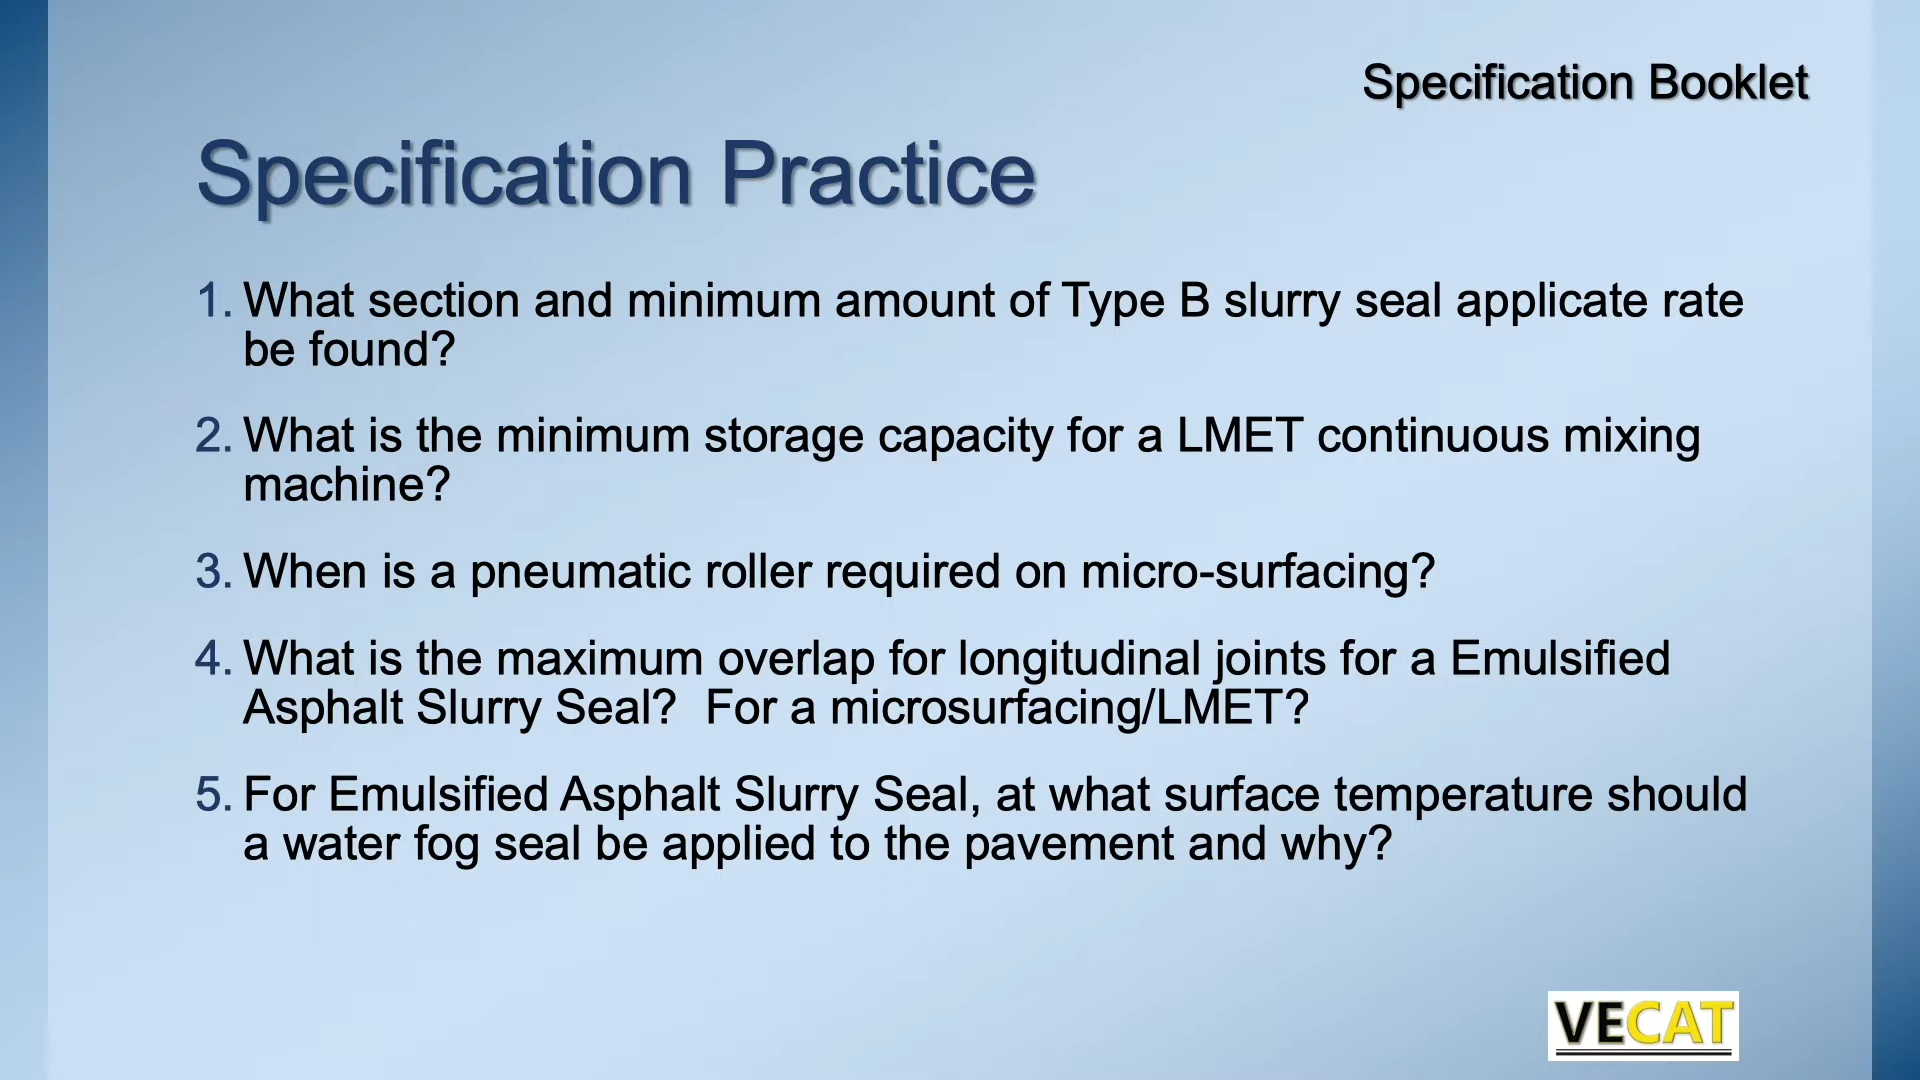 Specification Booklet
Specification Practice
1. What section and minimum amount of Type B slurry seal applicate rate
be found?
2. What is the minimum storage capacity for a LMET continuous mixing
machine?
3. When is a pneumatic roller required on micro-surfacing?
4. What is the maximum overlap for longitudinal joints for a Emulsified
Asphalt Slurry Seal?  For a microsurfacing/LMET?
5. For Emulsified Asphalt Slurry Seal, at what surface temperature should
a water fog seal be applied to the pavement and why?
VECAT